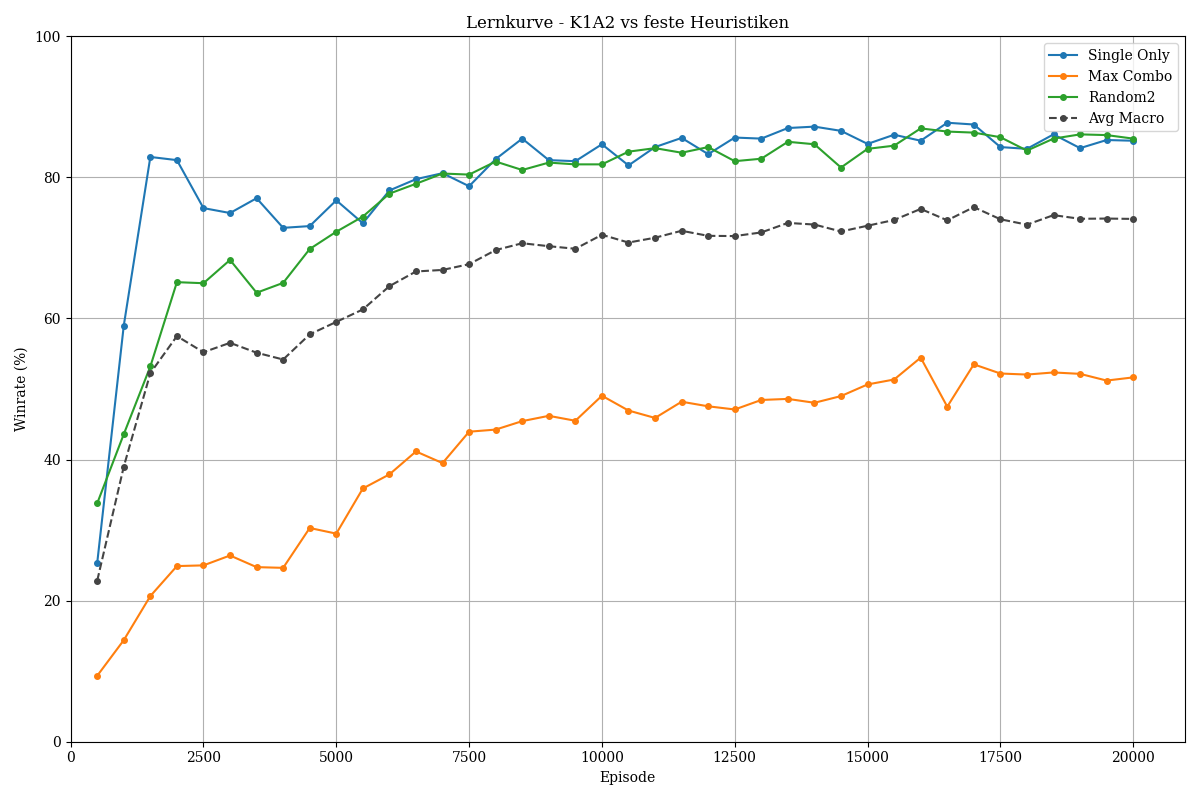 Lernkurve - K1A2 vs feste Heuristiken
100
80
60
40
20
0
Winrate (%)
0 2500 5000 7500 10000 12500 15000 17500 20000
Episode
Single Only
Max Combo
Random2
Avg Macro